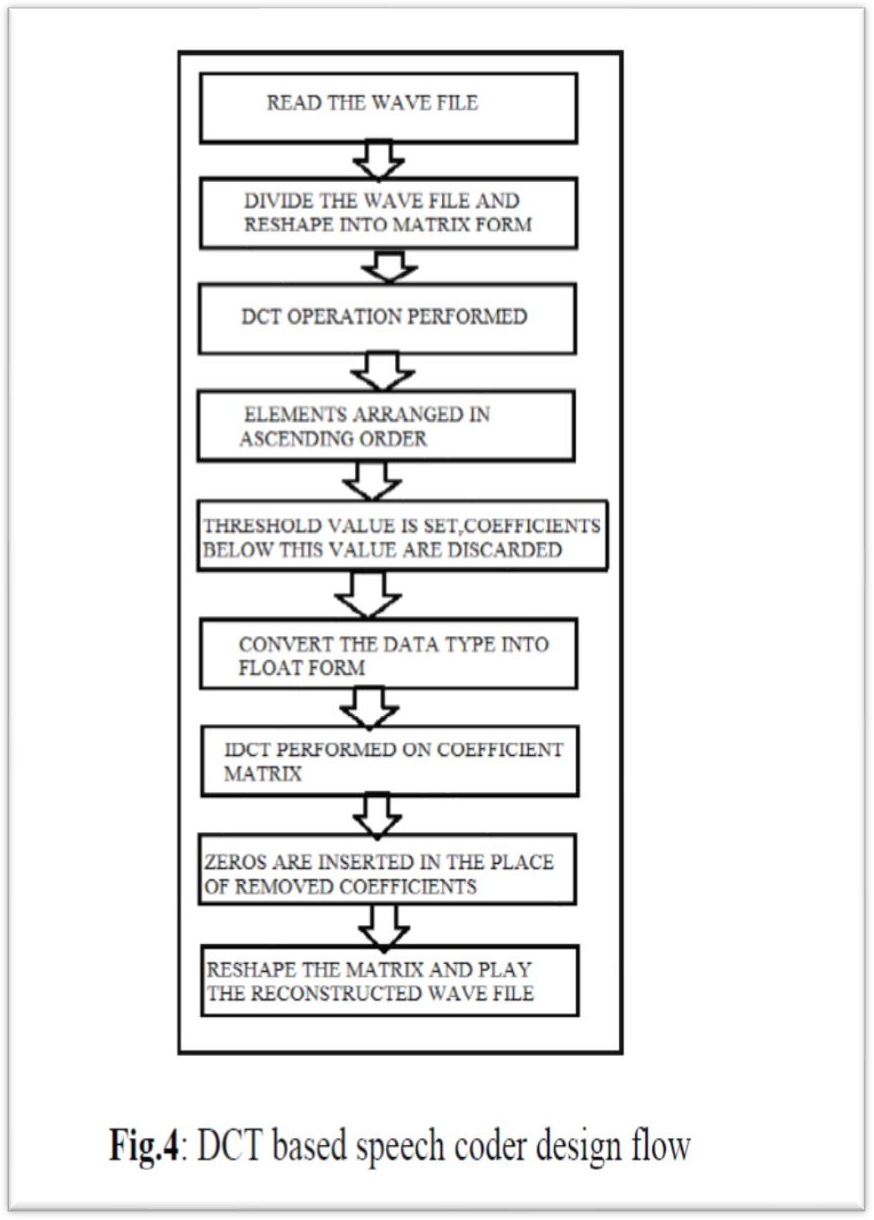 READ THE WAVE FILE
DIVIDE THE WAVE FILE AND
RESHAPE INTO MATRIX FORM
DCT OPERATION PERFORMED
ELEMENTS ARRANGED IN
ASCENDING ORDER
THRESHOLD VALUE IS SET,COEFFICIENTS
BELOW THIS VALUE ARE DISCARDED
CONVERT THE DATA TYPE INTO
FLOAT FORM
IDCT PERFORMED ON COEFFICIENT
MATRIX
ZEROS ARE INSERTED IN THE PLACE
OF REMOVED COEFFICIENTS
RESHAPE THE MATRIX AND PLAY
THE RECONSTRUCTED WAVE FILE
Fig.4: DCT based speech coder design flow